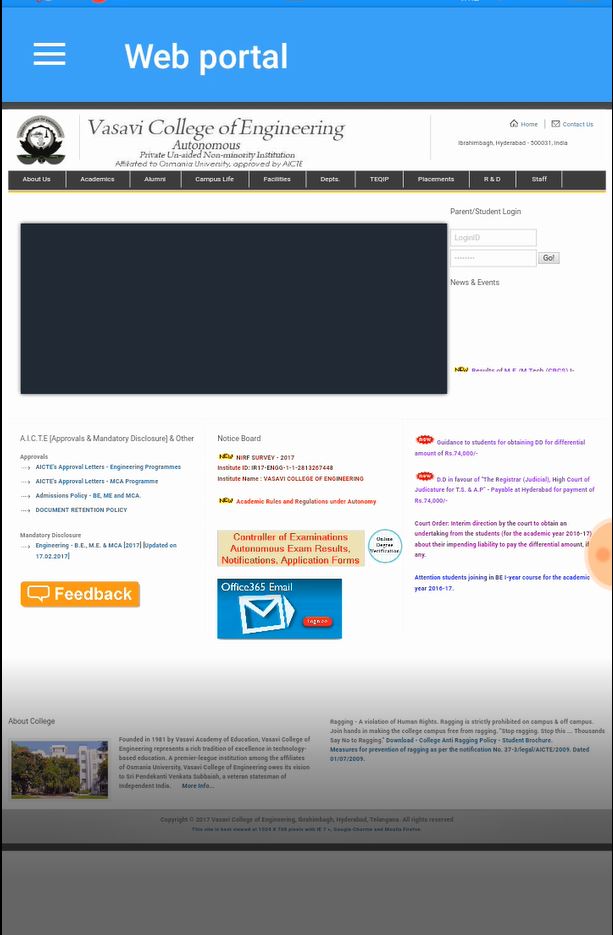 Web portal
Vasavi College of Engineering
Autonomous
Private Un-aided Non-minority Institution
Affiliated to Osmania University, approved by AICTE
Home
Contact Us
Ibrahimbagh, Hyderabad - 500031, India
About Us
Academics
Alumni
Campus Life
Facilities
Depts.
TEQIP
Placements
R & D
Staff
Parent/Student Login
LoginID
Go!
News & Events
NEW Results of M.E./M.Tech (CBCS) I-
A.I.C.T.E [Approvals & Mandatory Disclosure] & Other
Approvals
AICTE's Approval Letters - Engineering Programmes
AICTE's Approval Letters - MCA Programme
Admissions Policy - BE, ME and MCA.
DOCUMENT RETENTION POLICY
Mandatory Disclosure
Engineering - B.E., M.E. & MCA [2017] [Updated on
17.02.2017]
Feedback
Notice Board
NEW NIRF SURVEY - 2017
Institute ID: IR17-ENGG-1-1-2813267448
Institute Name : VASAVI COLLEGE OF ENGINEERING
NEW Academic Rules and Regulations under Autonomy
Controller of Examinations
Autonomous Exam Results,
Notifications, Application Forms
Online
Degree
Verification
Office365 Email
Sign in
new Guidance to students for obtaining DD for differential
amount of Rs.74,000/-
new D.D in favour of "The Registrar (Judicial), High Court of
Judicature for T.S. & A.P" - Payable at Hyderabad for payment of
Rs.74,000/-
Court Order: Interim direction by the court to obtain an
undertaking from the students (for the academic year 2016-17)
about their impending liability to pay the differential amount, if
any.
Attention students joining in BE I-year course for the academic
year 2016-17.
About College
Founded in 1981 by Vasavi Academy of Education, Vasavi College of
Engineering represents a rich tradition of excellence in technology-
based education. A premier-league institution among the affiliates
of Osmania University, Vasavi College of Engineering owes its vision
to Sri Pendekanti Venkata Subbaiah, a veteran statesman of
Independent India. More Info...
Ragging - A violation of Human Rights. Ragging is strictly prohibited on campus & off campus.
Join hands in making the college campus free from ragging. "Stop ragging. Stop this ... Thousands
Say No to Ragging." Download - College Anti Ragging Policy - Student Brochure.
Measures for prevention of ragging as per the notification No. 37-3/legal/AICTE/2009. Dated
01/07/2009.
Copyright © 2017 Vasavi College of Engineering, Ibrahimbagh, Hyderabad, Telangana. All rights reserved
This site is best viewed at 1024 X 768 pixels with IE 7 +, Google Chrome and Mozilla Firefox.